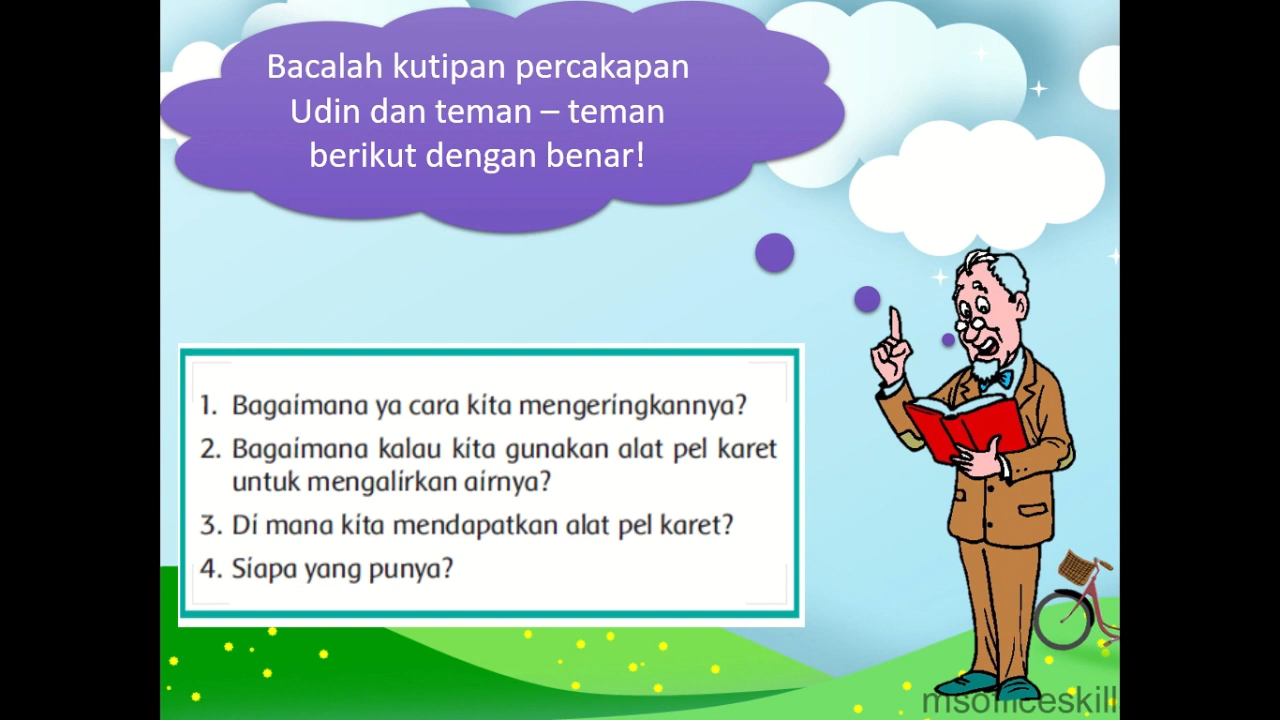 Bacalah kutipan percakapan
Udin dan teman – teman
berikut dengan benar!
1. Bagaimana ya cara kita mengeringkannya?
2. Bagaimana kalau kita gunakan alat pel karet
untuk mengalirkan airnya?
3. Di mana kita mendapatkan alat pel karet?
4. Siapa yang punya?
msofficeskill